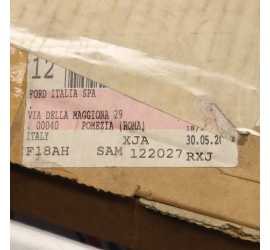 12
FORD ITALIA SPA
.
VIA DELLA MAGGIONA 29
. 00040 POMEZIA (ROMA)
ITALY XJA 30.05.20
F18AH SAM 122027 RXJ